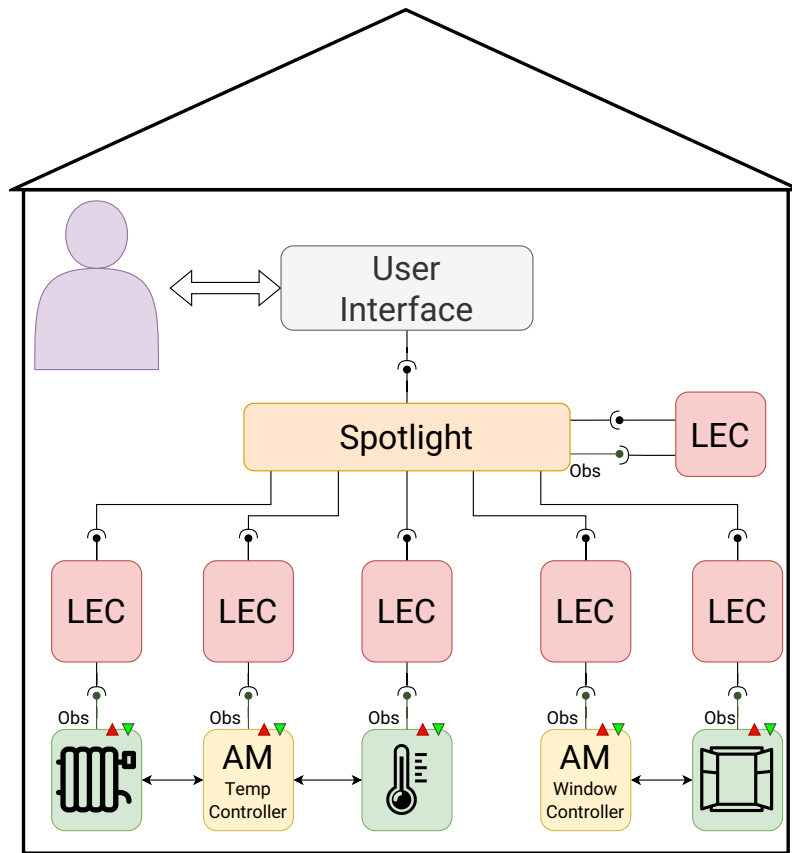 User
Interface
Spotlight
LEC
Obs
LEC
LEC
LEC
LEC
LEC
Obs
Obs
Obs
Obs
Obs
AM
Temp
Controller
AM
Window
Controller